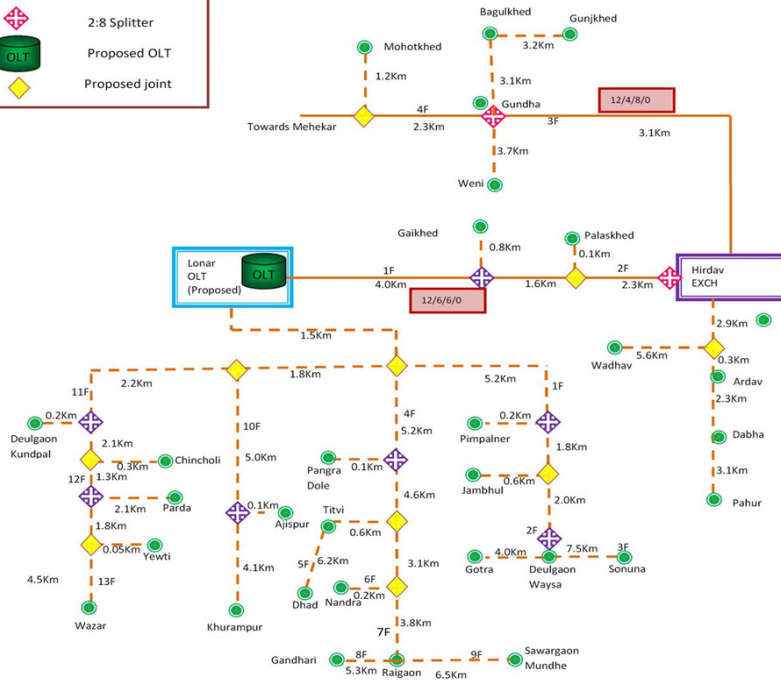 2:8 Splitter
OLT
Proposed OLT
Proposed joint
Bagulkhed
Gunjkhed
3.2Km
Mohotkhed
1.2Km
3.1Km
Gundha
12/4/8/0
4F
3F
Towards Mehekar
2.3Km
3.1Km
3.7Km
Weni
Gaikhed
Palaskhed
0.8Km
0.1Km
Lonar
OLT
(Proposed)
OLT
1F
4.0Km
1.6Km
2F
2.3Km
Hirdav
EXCH
12/6/6/0
2.9Km
1.5Km
Wadhav
5.6Km
0.3Km
Ardav
2.3Km
Dabha
3.1Km
Pahur
2.2Km
1.8Km
5.2Km
11F
1F
0.2Km
Deulgaon
Kundpal
10F
4F
5.2Km
0.2Km
Pimpalner
2.1Km
5.0Km
1.8Km
0.3Km
Chincholi
Pangra
Dole
0.1Km
1.3Km
12F
0.6Km
Jambhul
2.1Km
Parda
0.1Km
Ajispur
4.6Km
2.0Km
Titvi
0.6Km
1.8Km
2F
0.05Km
Yewti
6.2Km
5F
3.1Km
4.0Km
7.5Km
3F
Gotra
Deulgaon
Waysa
Sonuna
4.5Km
13F
4.1Km
6F
0.2Km
Dhad
Nandra
Wazar
Khurampur
3.8Km
7F
Gandhari
8F
5.3Km
Raigaon
9F
6.5Km
Sawargaon
Mundhe